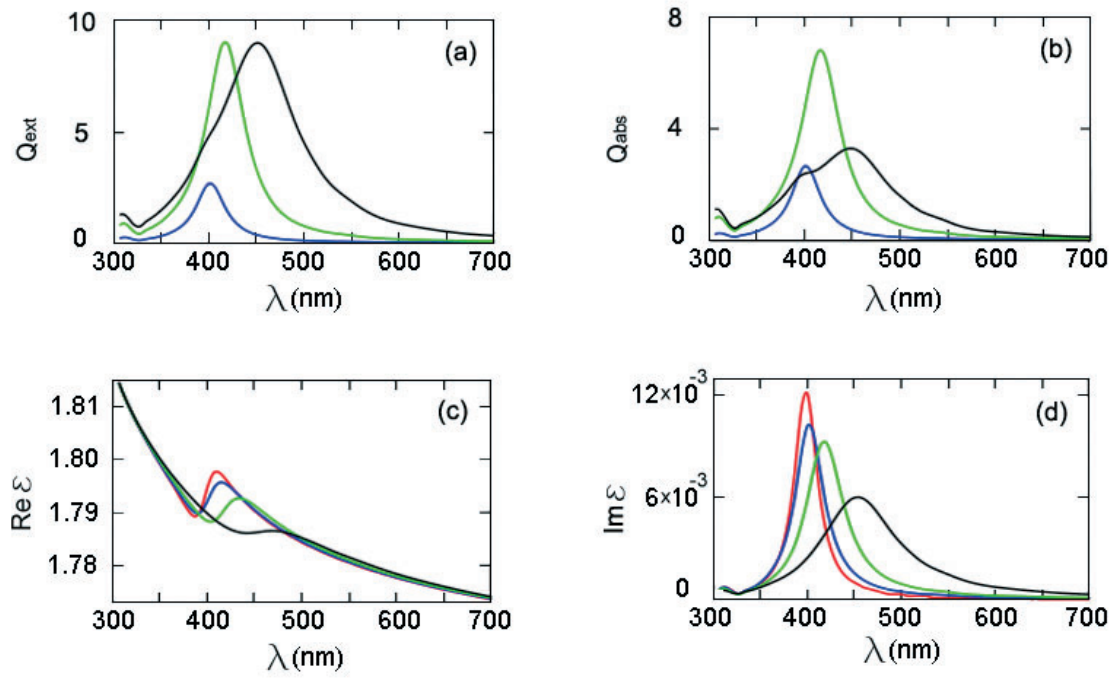 10
(a)
Qext
5
0
300 400 500 600 700
λ(nm)
8
(b)
Qabs
4
0
300 400 500 600 700
λ(nm)
1.81
(c)
Re ε
1.80
1.79
1.78
300 400 500 600 700
λ(nm)
12×10⁻³
(d)
Im ε
6×10⁻³
0
300 400 500 600 700
λ(nm)